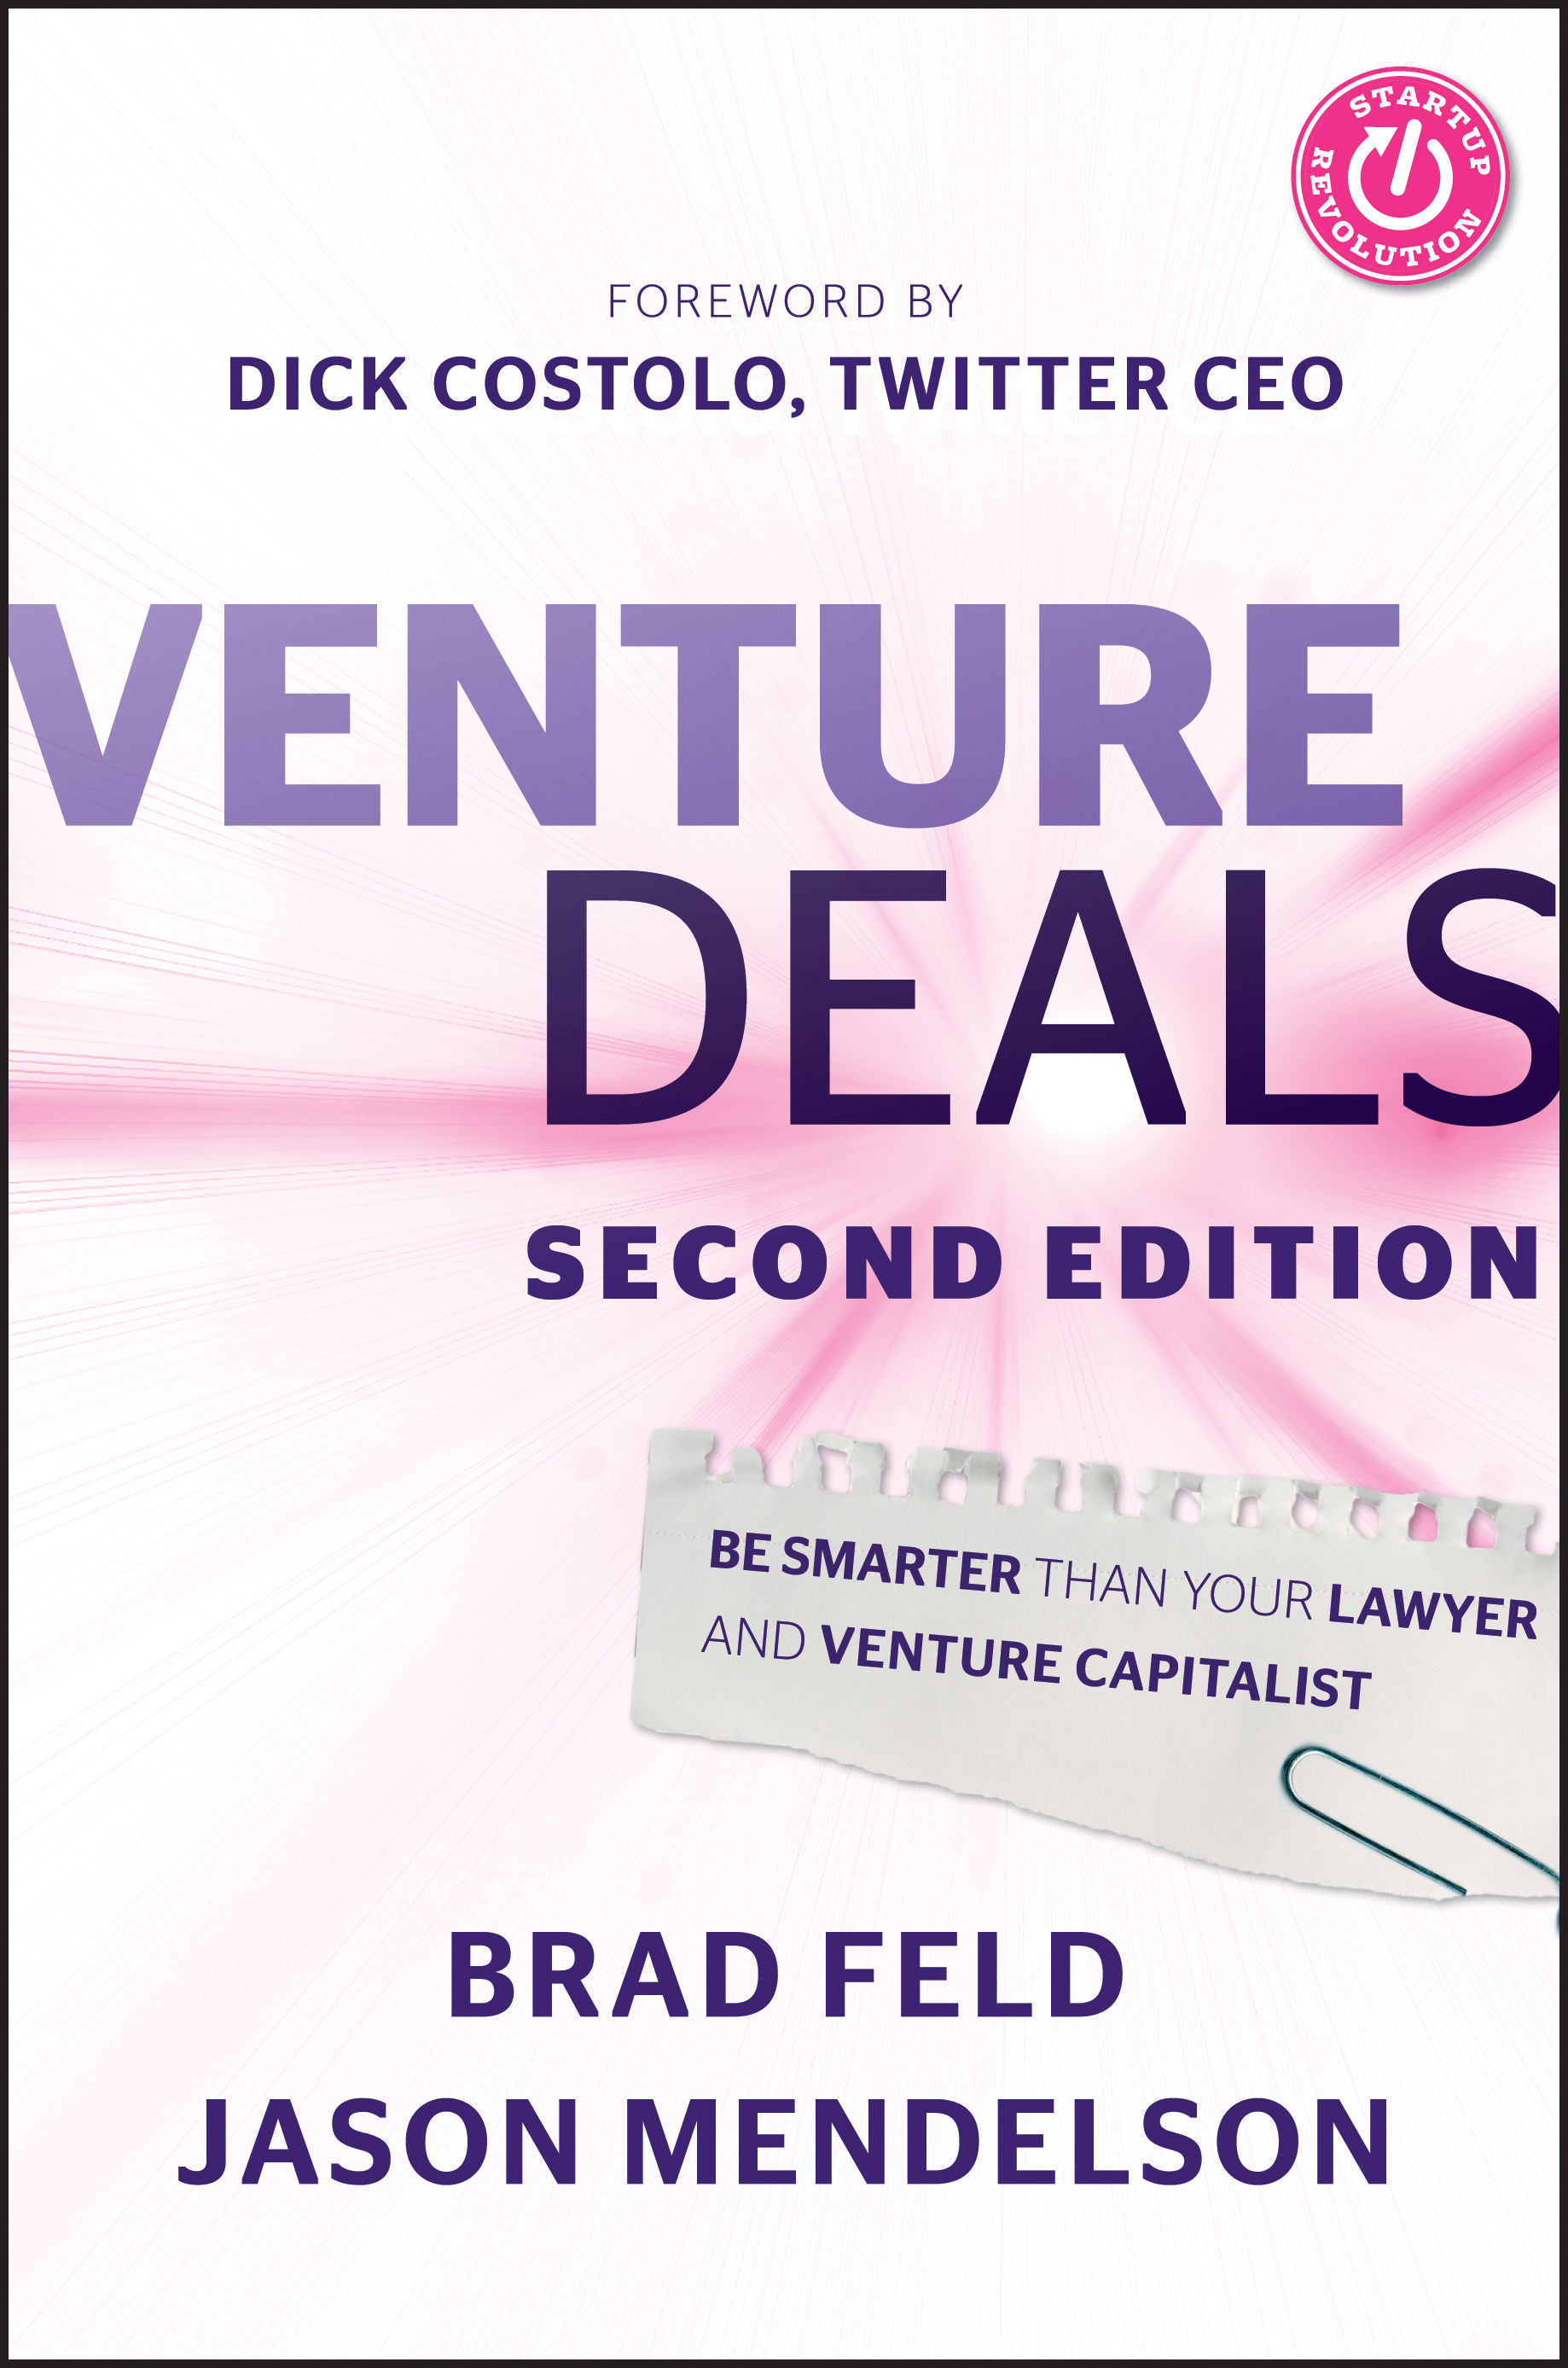 STARTUP
REVOLUTION
FOREWORD BY
DICK COSTOLO, TWITTER CEO
VENTURE
DEALS
SECOND EDITION
BE SMARTER THAN YOUR LAWYER
AND VENTURE CAPITALIST
BRAD FELD
JASON MENDELSON